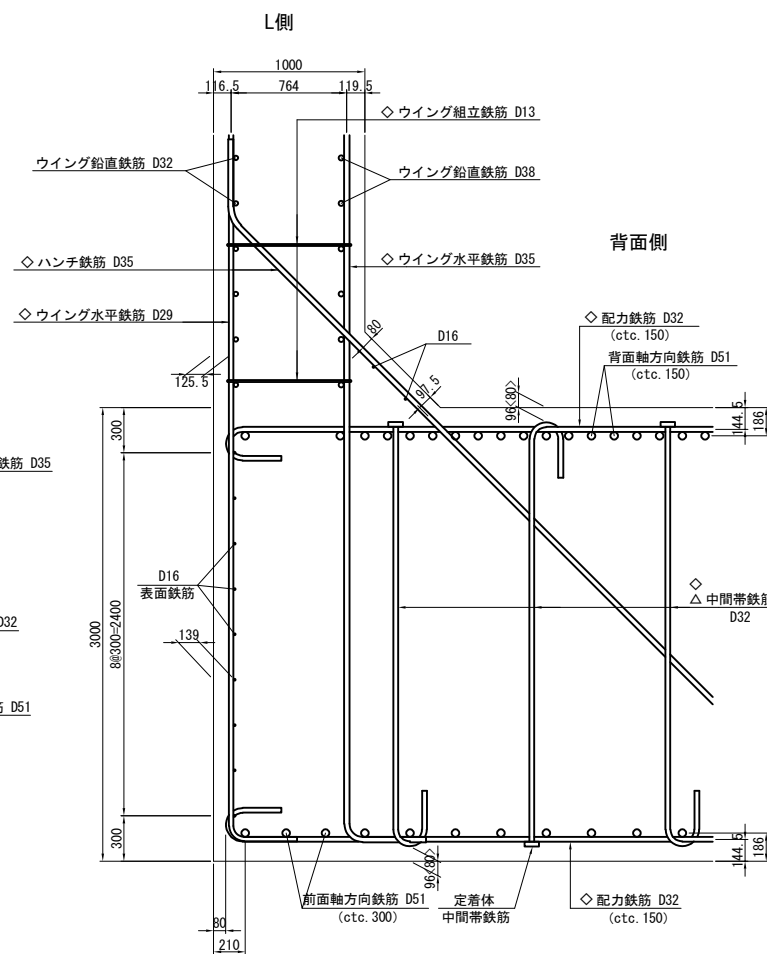 L側
1000
116.5
764
119.5
◇ ウイング組立鉄筋 D13
ウイング鉛直鉄筋 D32
ウイング鉛直鉄筋 D38
背面側
◇ ハンチ鉄筋 D35
◇ ウイング水平鉄筋 D35
◇ ウイング水平鉄筋 D29
80
D16
◇ 配力鉄筋 D32
(ctc.150)
背面軸方向鉄筋 D51
(ctc.150)
125.5
97.5
96<80>
144.5
186
300
鉄筋 D35
D16
表面鉄筋
◇
△ 中間帯鉄筋
D32
3000
8@300=2400
D32
139
筋 D51
300
144.5
186
96<80>
前面軸方向鉄筋 D51
(ctc.300)
定着体
中間帯鉄筋
◇ 配力鉄筋 D32
(ctc.150)
80
210